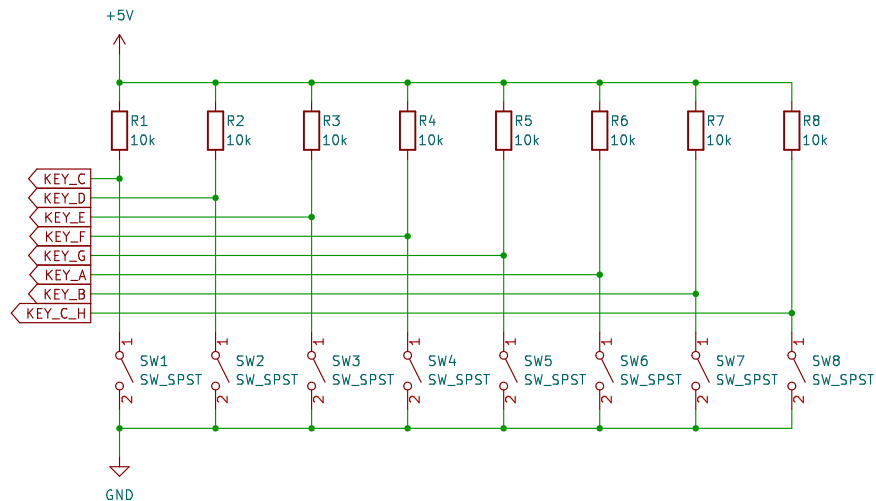 +5V
R1
10k
R2
10k
R3
10k
R4
10k
R5
10k
R6
10k
R7
10k
R8
10k
KEY_C
KEY_D
KEY_E
KEY_F
KEY_G
KEY_A
KEY_B
KEY_C_H
1
SW1
SW_SPST
2
1
SW2
SW_SPST
2
1
SW3
SW_SPST
2
1
SW4
SW_SPST
2
1
SW5
SW_SPST
2
1
SW6
SW_SPST
2
1
SW7
SW_SPST
2
1
SW8
SW_SPST
2
GND